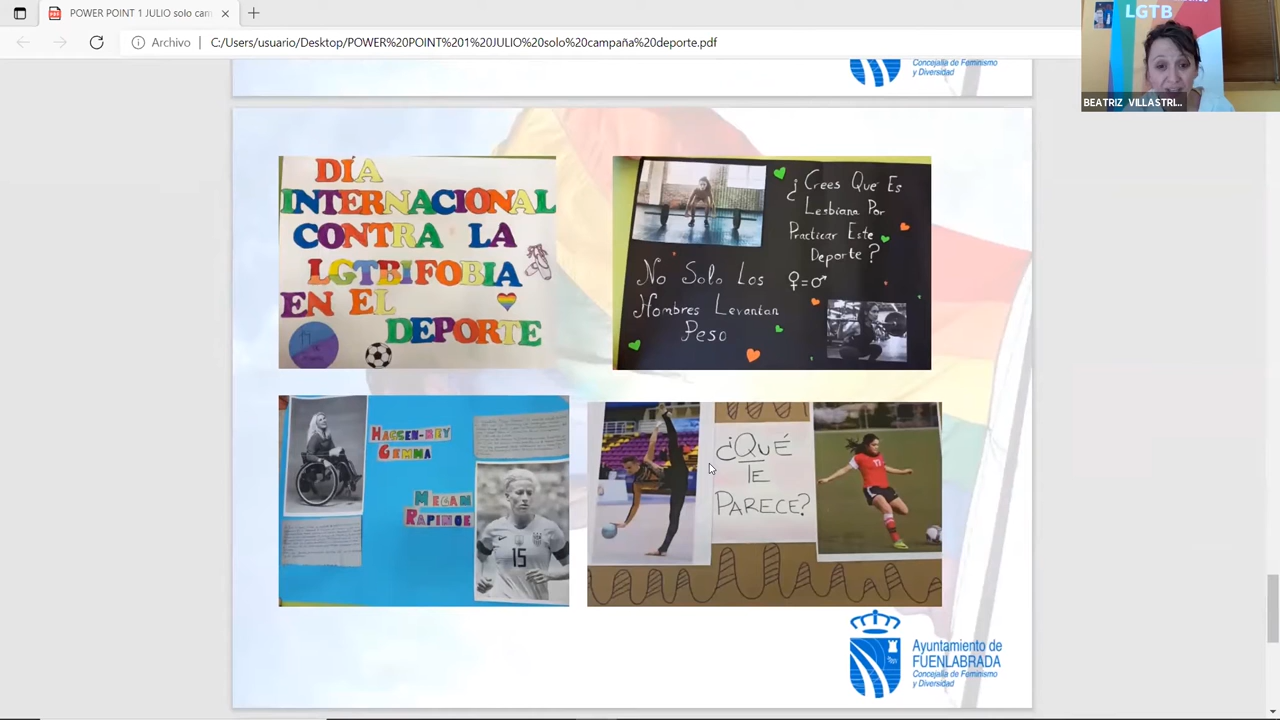 POWER POINT 1 JULIO solo cam
Archivo
C:/Users/usuario/Desktop/POWER%20POINT%201%20JULIO%20solo%20campaña%20deporte.pdf
LGTB
BEATRIZ VILLASTRI...
Concejalía de Feminismo
y Diversidad
DÍA
INTERNACIONAL
CONTRA LA
LGTBIFOBIA
EN EL
DEPORTE
¿Crees Que Es
Lesbiana Por
Practicar Este
Deporte?
♀=♂
No Solo Los
Hombres Levantan
Peso
HASSEN-BEY
GEMMA
MEGAN
RAPINOE
15
¿QUÉ
TE
PARECE?
Ayuntamiento de
FUENLABRADA
Concejalía de Feminismo
y Diversidad